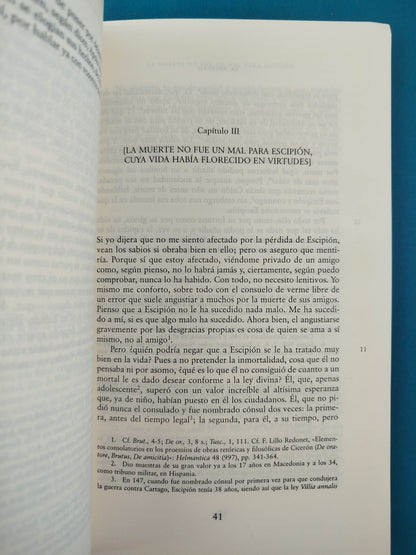 Capítulo III
[LA MUERTE NO FUE UN MAL PARA ESCIPIÓN,
CUYA VIDA HABÍA FLORECIDO EN VIRTUDES]
Si yo dijera que no me siento afectado por la pérdida de Escipión,
vean los sabios si obraba bien en ello; pero os aseguro que menti-
ría. Porque sí que estoy afectado, viéndome privado de un amigo
como, según pienso, no lo habrá jamás y, ciertamente, según puedo
comprobar, nunca lo ha habido. Con todo, no necesito lenitivos. Yo
mismo me conforto, sobre todo con el consuelo de verme libre de
un error que suele angustiar a muchos por la muerte de sus amigos.
Pienso que a Escipión no le ha sucedido nada malo. Me ha sucedi-
do a mí, si es que algo malo ha sucedido. Ahora bien, el angustiarse
gravemente por las desgracias propias es cosa de quien se ama a sí
mismo, no al amigo¹.
Pero ¿quién podría negar que a Escipión se le ha tratado muy 11
bien en la vida? Pues a no pretender la inmortalidad, cosa que él no
pensaba ni por asomo, ¿qué es lo que él no consiguió de cuanto a un
mortal le es dado desear conforme a la ley divina? Él, que, apenas
adolescente², superó con un valor increíble al altísima esperanza
que, ya de niño, habían puesto en él los ciudadanos. Él, que no pi-
dió nunca el consulado y fue nombrado cónsul dos veces: la prime-
ra, antes del tiempo legal³; la segunda, a su tiempo respecto, pero
1. Cf. Brut., 4-5; De or., 3, 8 s.; Tusc., 1, 111. Cf. F. Lillo Redonet, «Elemen-
tos consolatorios en los proemios de obras retóricas y filosóficas de Cicerón (De ora-
tore, Brutus, De amicitia)»: Helmantica 48 (997), pp. 341-364.
2. Dio muestras de su gran valor ya a los 17 años en Macedonia y a los 34,
como tribuno militar, en Hispania.
3. En 147, cuando fue nombrado cónsul por primera vez para que condujera
la guerra contra Cartago, Escipión tenía 38 años, siendo así que la ley Villia annalis
41